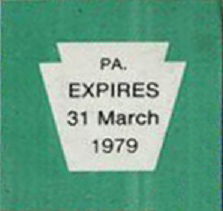 PA.
EXPIRES
31 March
1979